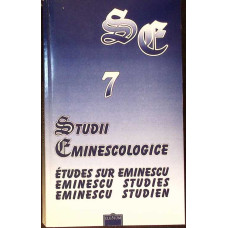 SE
7
STUDII
EMINESCOLOGICE
ÉTUDES SUR EMINESCU
EMINESCU STUDIES
EMINESCU STUDIEN